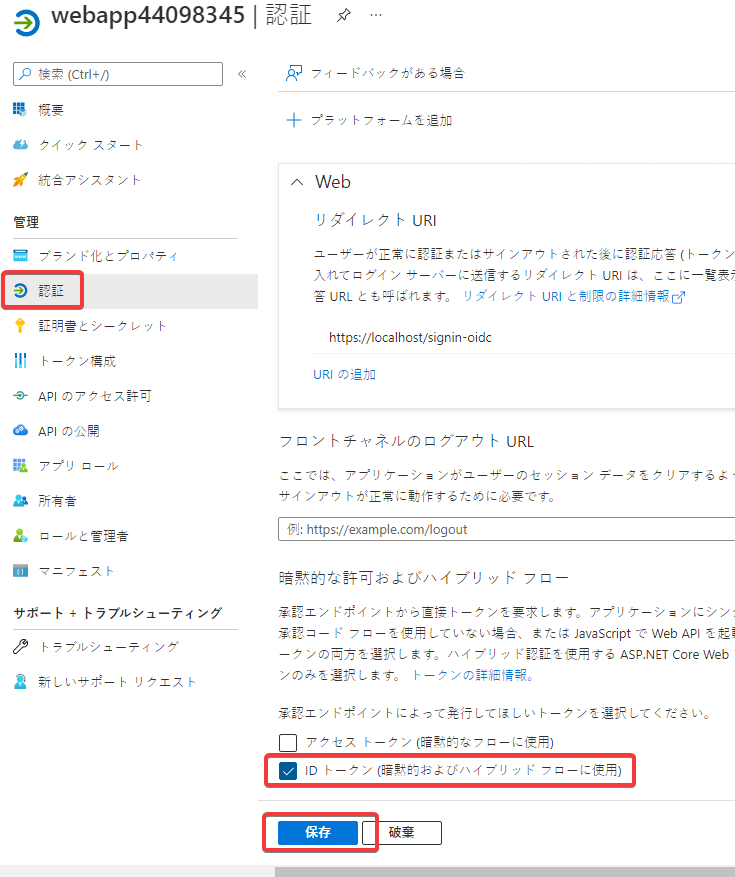 webapp44098345 | 認証
検索 (Ctrl+/)
概要
クイック スタート
統合アシスタント
管理
ブランド化とプロパティ
認証
証明書とシークレット
トークン構成
API のアクセス許可
API の公開
アプリ ロール
所有者
ロールと管理者
マニフェスト
サポート + トラブルシューティング
トラブルシューティング
新しいサポート リクエスト
フィードバックがある場合
プラットフォームを追加
Web
リダイレクト URI
ユーザーが正常に認証またはサインアウトされた後に認証応答 (トークン
入れてログイン サーバーに送信するリダイレクト URI は、ここに一覧表示
答 URL とも呼ばれます。 リダイレクト URI と制限の詳細情報
https://localhost/signin-oidc
URI の追加
フロントチャネルのログアウト URL
ここでは、アプリケーションがユーザーのセッション データをクリアするよ
サインアウトが正常に動作するために必要です。
例: https://example.com/logout
暗黙的な許可およびハイブリッド フロー
承認エンドポイントから直接トークンを要求します。アプリケーションにシン
承認コード フローを使用していない場合、または JavaScript で Web API を起
ークンの両方を選択します。ハイブリッド認証を使用する ASP.NET Core Web
ンのみを選択します。 トークンの詳細情報。
承認エンドポイントによって発行してほしいトークンを選択してください。
アクセス トークン (暗黙的なフローに使用)
ID トークン (暗黙的およびハイブリッド フローに使用)
保存
破棄